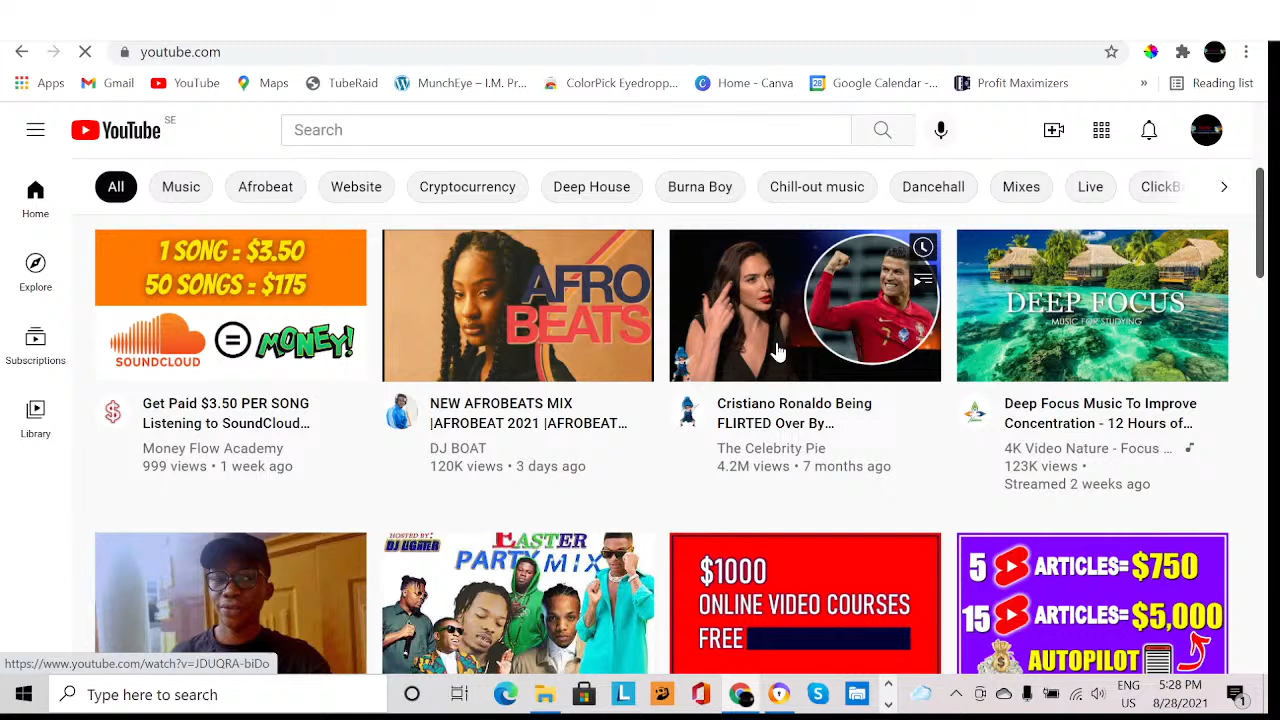 youtube.com
Apps
Gmail
YouTube
Maps
TubeRaid
MunchEye – I.M. Pr...
ColorPick Eyedropp...
Home - Canva
28
Google Calendar -...
Profit Maximizers
»
Reading list
YouTube
SE
Search
All
Music
Afrobeat
Website
Cryptocurrency
Deep House
Burna Boy
Chill-out music
Dancehall
Mixes
Live
ClickB
Home
Explore
Subscriptions
Library
1 SONG = $3.50
50 SONGS = $175
SOUNDCLOUD
=
MONEY!
AFRO
BEATS
DEEP FOCUS
MUSIC FOR STUDYING
Get Paid $3.50 PER SONG
Listening to SoundCloud...
Money Flow Academy
999 views • 1 week ago
NEW AFROBEATS MIX
|AFROBEAT 2021 |AFROBEAT...
DJ BOAT
120K views • 3 days ago
Cristiano Ronaldo Being
FLIRTED Over By...
The Celebrity Pie
4.2M views • 7 months ago
Deep Focus Music To Improve
Concentration - 12 Hours of...
4K Video Nature - Focus ...
123K views •
Streamed 2 weeks ago
HOSTED BY:
DJ LIGHTER
EASTER
PARTY MIX
$1000
ONLINE VIDEO COURSES
FREE
5 ARTICLES= $750
15 ARTICLES= $5,000
AUTOPILOT
https://www.youtube.com/watch?v=JDUQRA-biDo
Type here to search
L
ENG
US
5:28 PM
8/28/2021
1